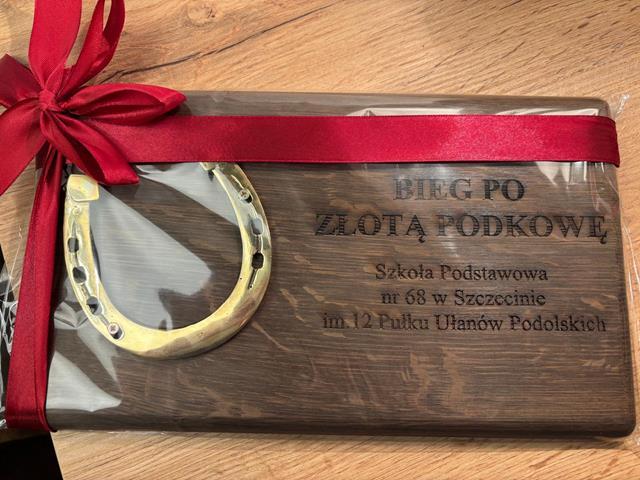 BIEG PO
ZŁOTĄ PODKOWĘ
Szkoła Podstawowa
nr 68 w Szczecinie
im.12 Pułku Ułanów Podolskich